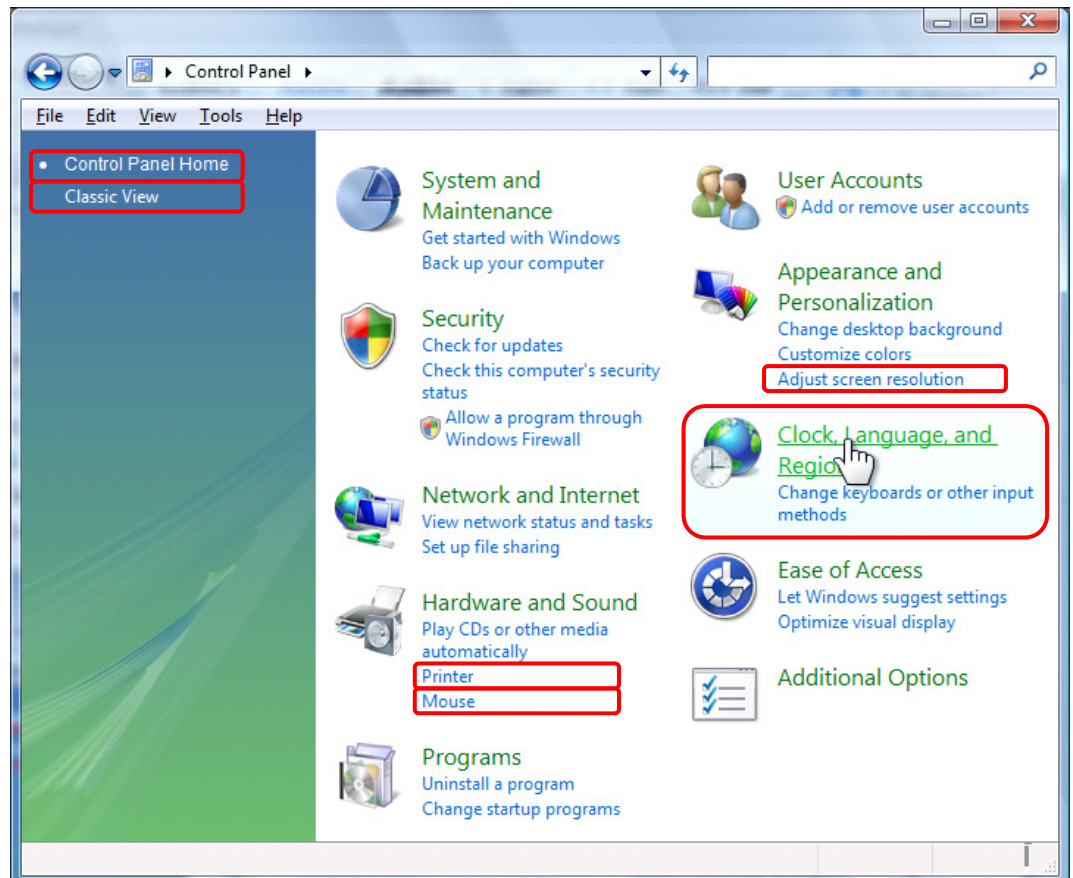 Control Panel
File Edit View Tools Help
Control Panel Home
Classic View
System and
Maintenance
Get started with Windows
Back up your computer
Security
Check for updates
Check this computer's security
status
Allow a program through
Windows Firewall
Network and Internet
View network status and tasks
Set up file sharing
Hardware and Sound
Play CDs or other media
automatically
Printer
Mouse
Programs
Uninstall a program
Change startup programs
User Accounts
Add or remove user accounts
Appearance and
Personalization
Change desktop background
Customize colors
Adjust screen resolution
Clock, Language, and
Region
Change keyboards or other input
methods
Ease of Access
Let Windows suggest settings
Optimize visual display
Additional Options